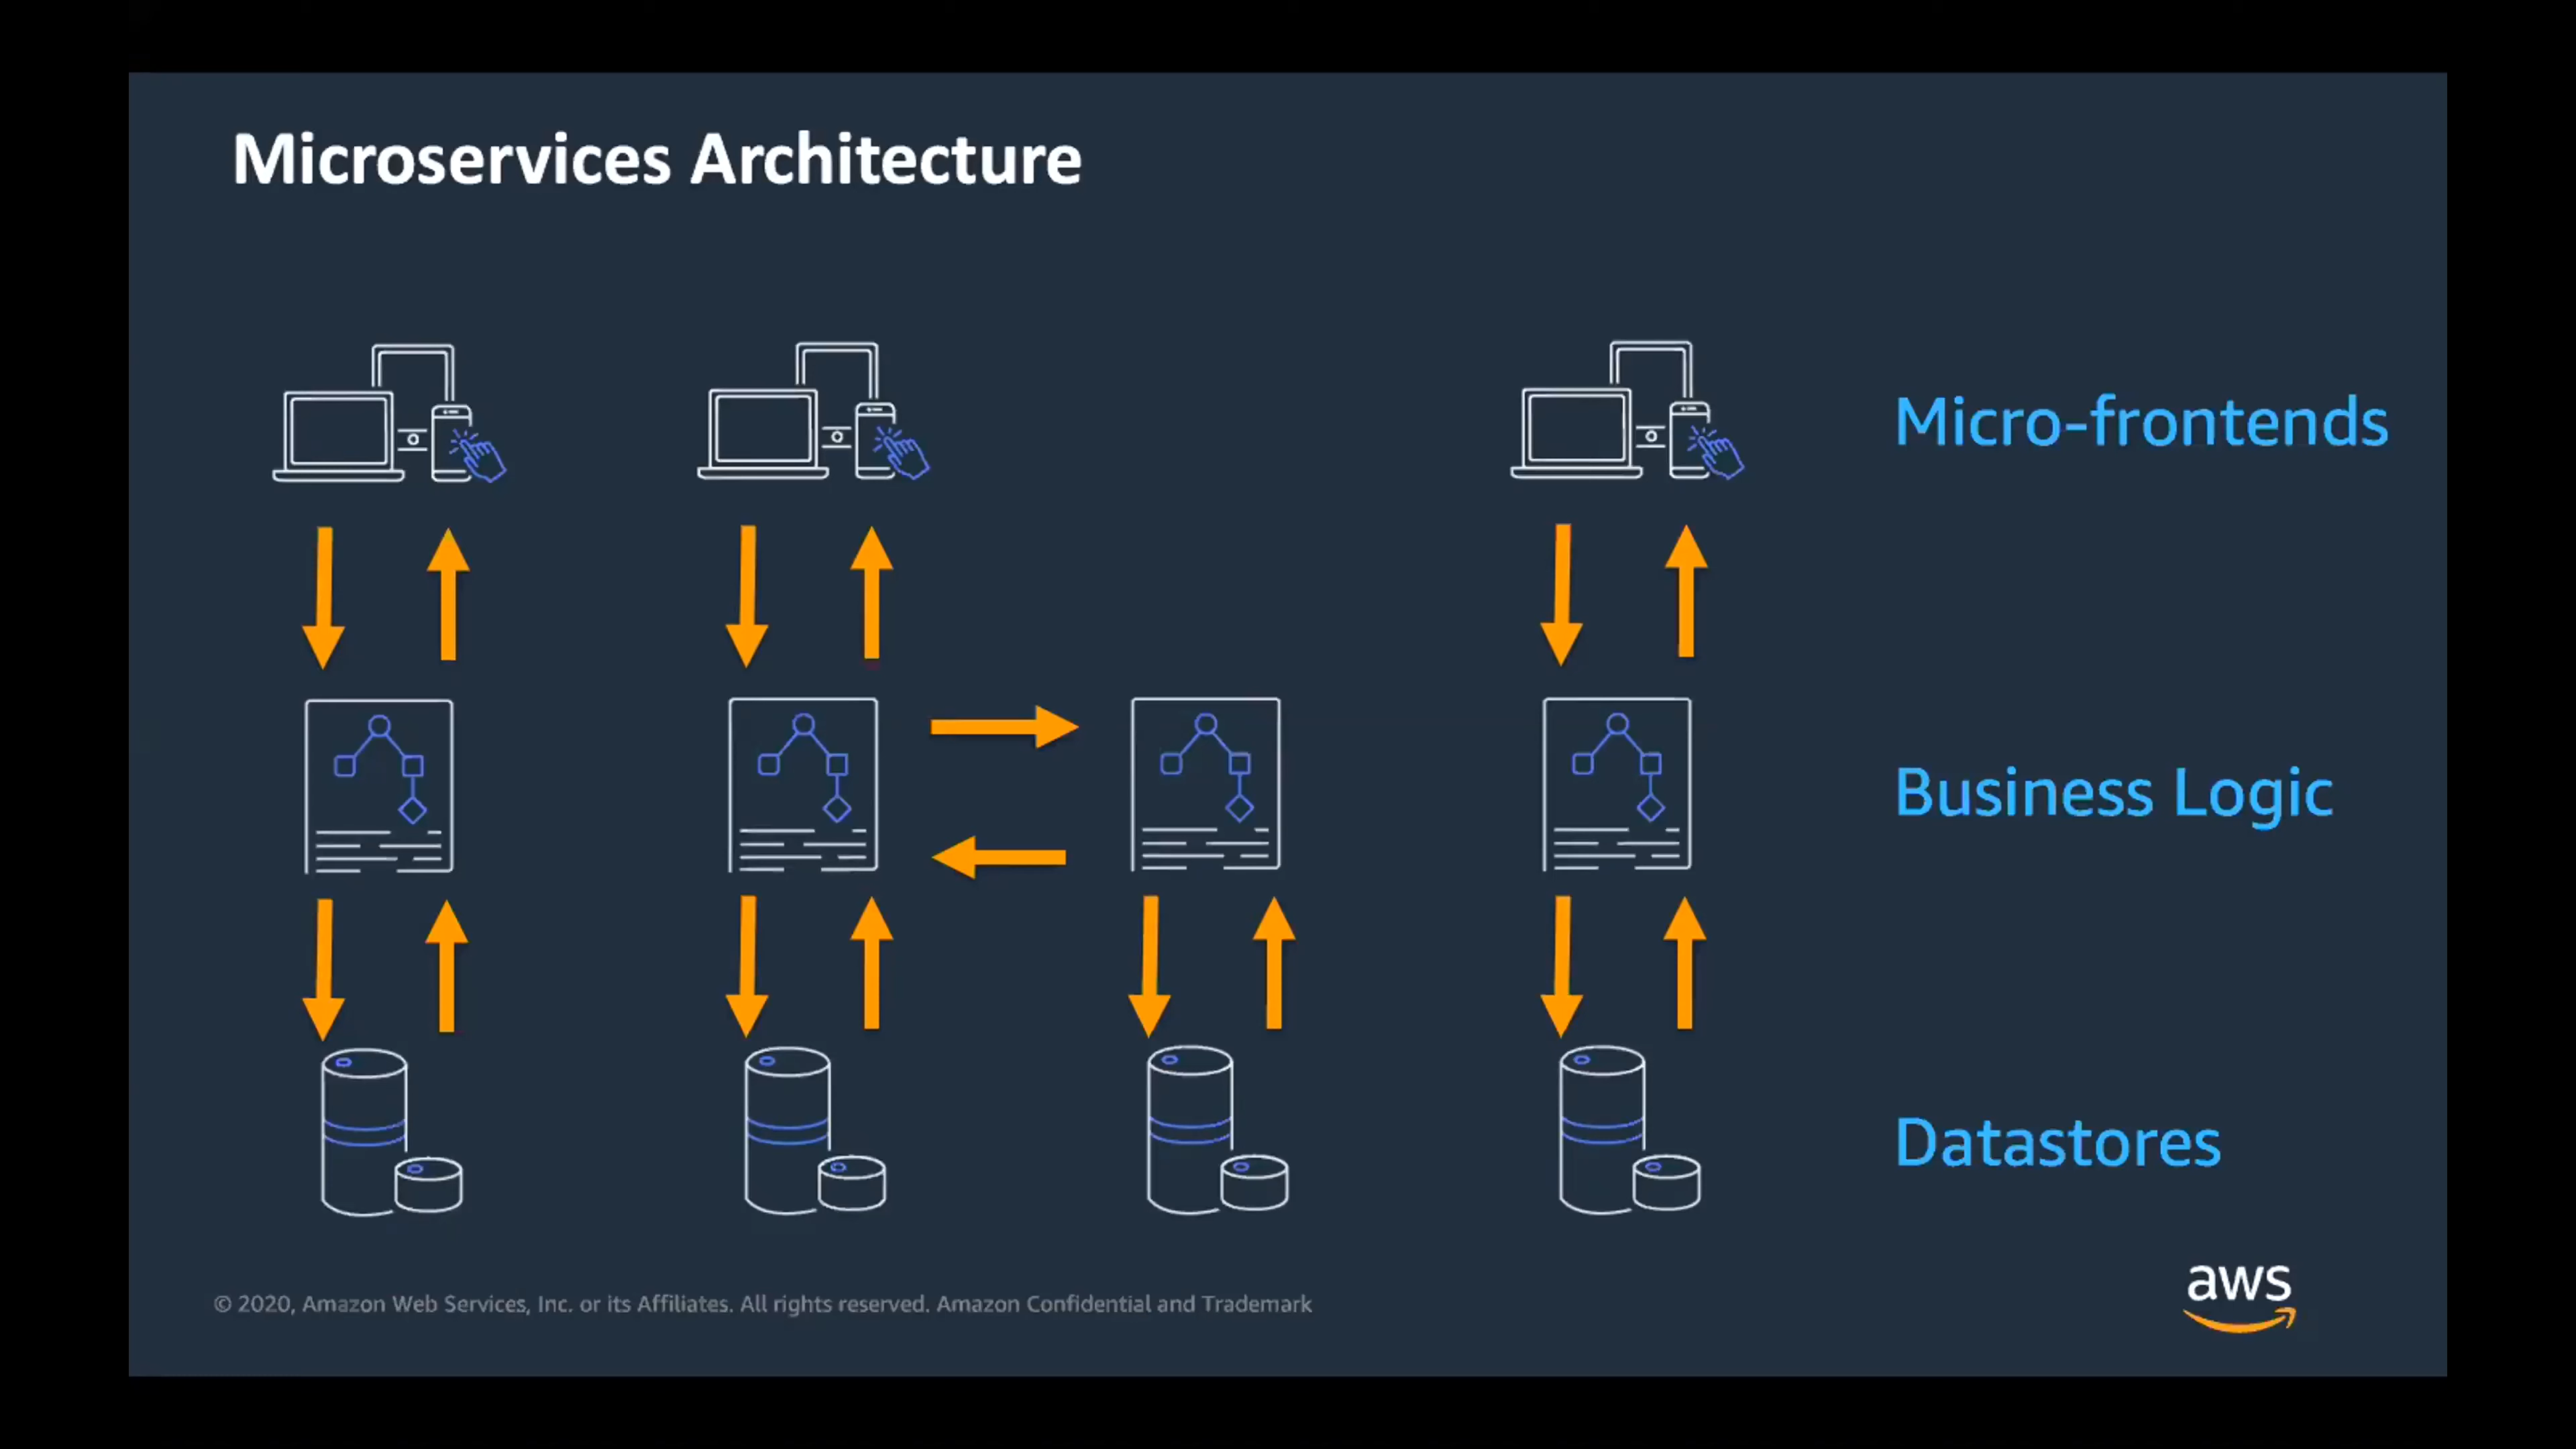 Microservices Architecture
Micro-frontends
Business Logic
Datastores
© 2020, Amazon Web Services, Inc. or its Affiliates. All rights reserved. Amazon Confidential and Trademark
aws